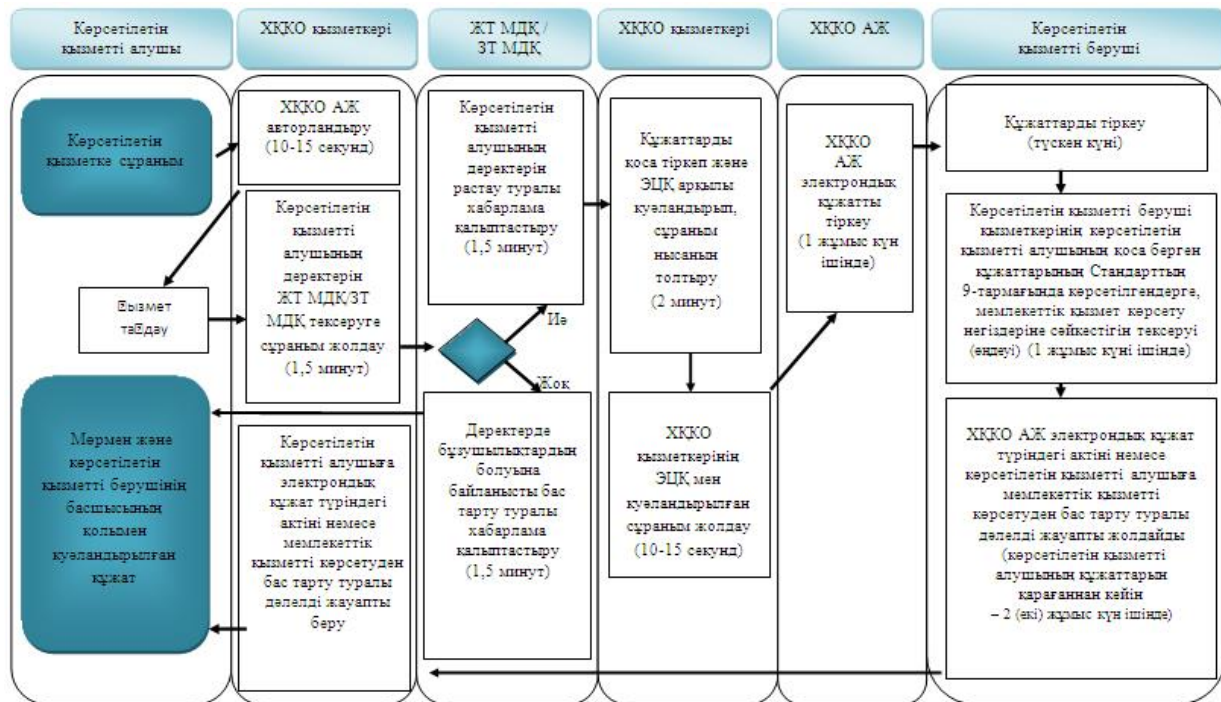 Көрсетілетін
қызметті алушы
ХҚКО қызметкері
ЖТ МДҚ /
ЗТ МДҚ
ХҚКО қызметкері
ХҚКО АЖ
Көрсетілетін
қызметті беруші
Көрсетілетін
қызметке сұраным
ХҚКО АЖ
авторландыру
(10-15 секунд)
Көрсетілетін
қызметті
алушының
деректерін
растау туралы
хабарлама
қалыптастыру
(1,5 минут)
Құжаттарды
қоса тіркеп және
ЭЦҚ арқылы
куәландырып,
сұраным
нысанын
толтыру
(2 минут)
ХҚКО
АЖ
электрондық
құжатты
тіркеу
(1 жұмыс күн
ішінде)
Құжаттарды тіркеу
(түскен күні)
Көрсетілетін
қызметті
алушының
деректерін
ЖТ МДҚ/ЗТ
МДҚ тексеруге
сұраным жолдау
(1,5 минут)
Көрсетілетін қызметті беруші
қызметкерінің көрсетілетін
қызметті алушының қоса берген
құжаттарының Стандарттың
9-тармағында көрсетілгендерге,
мемлекеттік қызмет көрсету
негіздеріне сәйкестігін тексеруі
(өңдеуі) (1 жұмыс күні ішінде)
ызмет
та дау
Иә
Жоқ
Мөрмен және
көрсетілетін
қызметті берушінің
басшысының
қолымен
куәландырылған
құжат
Көрсетілетін
қызметті алушыға
электрондық
құжат түріндегі
актіні немесе
мемлекеттік
қызметті көрсетуден
бас тарту туралы
дәлелді жауапты
беру
Деректерде
бұзушылықтардың
болуына
байланысты бас
тарту туралы
хабарлама
қалыптастыру
(1,5 минут)
ХҚКО
қызметкерінің
ЭЦҚ мен
куәландырылған
сұраным жолдау
(10-15 секунд)
ХҚКО АЖ электрондық құжат
түріндегі актіні немесе
көрсетілетін қызметті алушыға
мемлекеттік қызметті
көрсетуден бас тарту туралы
дәлелді жауапты жолдайды
(көрсетілетін қызметті
алушының құжаттарын
қарағаннан кейін
– 2 (екі) жұмыс күн ішінде)